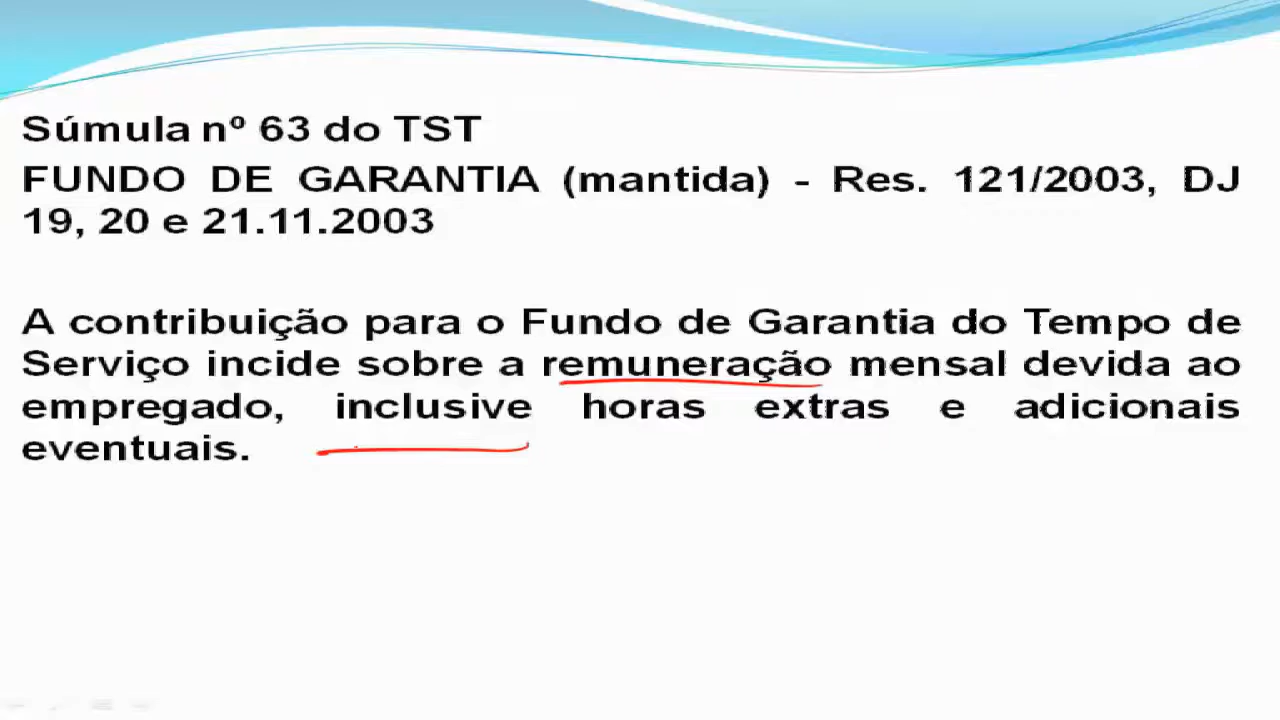 Súmula nº 63 do TST
FUNDO DE GARANTIA (mantida) - Res. 121/2003, DJ
19, 20 e 21.11.2003
A contribuição para o Fundo de Garantia do Tempo de
Serviço incide sobre a remuneração mensal devida ao
empregado, inclusive horas extras e adicionais
eventuais.